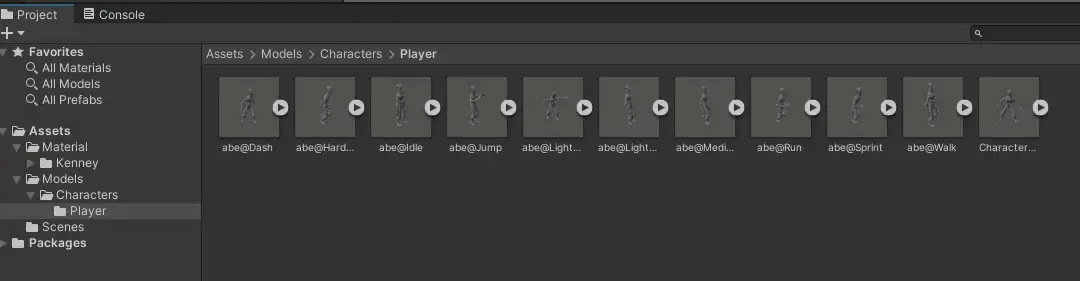 Project Console
Favorites
All Materials
All Models
All Prefabs
Assets
Material
Kenney
Models
Characters
Player
Scenes
Packages
Assets > Models > Characters > Player
abe@Dash abe@Hard... abe@Idle abe@Jump abe@Light... abe@Light... abe@Medi... abe@Run abe@Sprint abe@Walk Character...